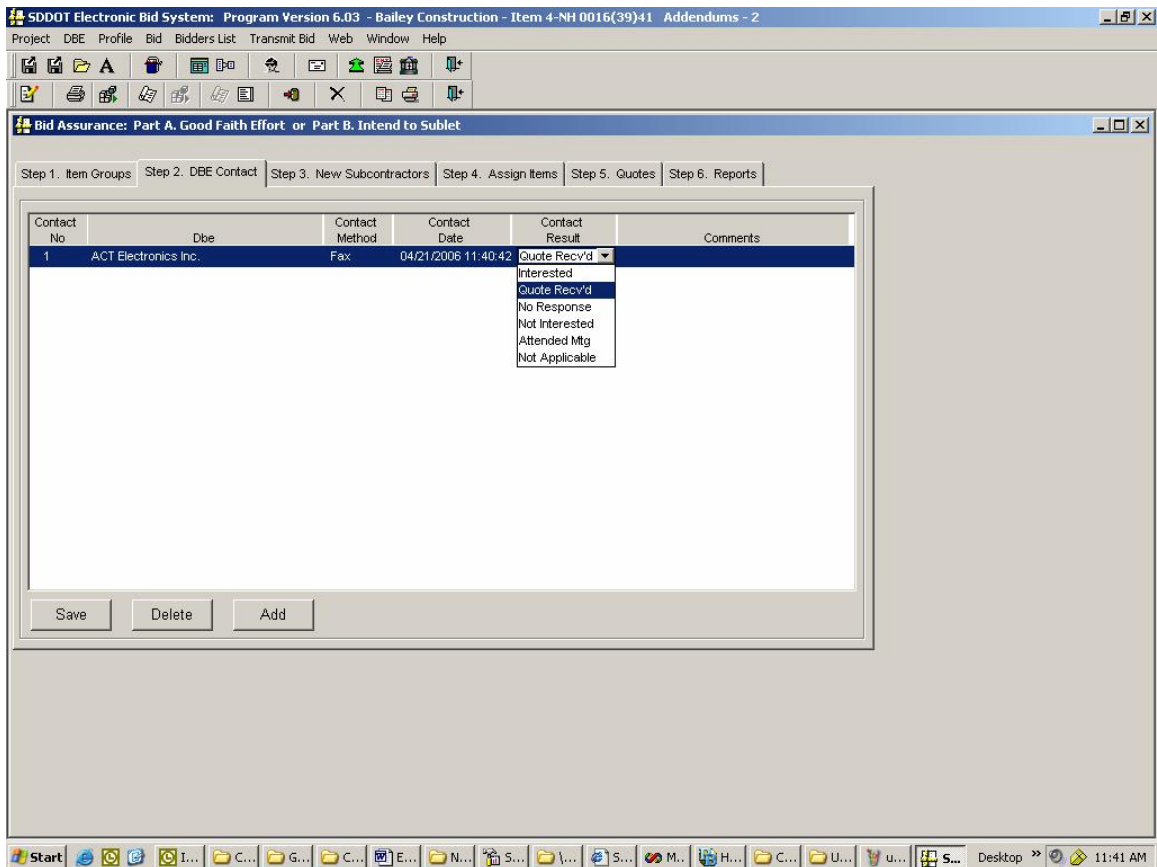 SDDOT Electronic Bid System: Program Version 6.03 - Bailey Construction - Item 4-NH 0016(39)41 Addendums - 2
Project DBE Profile Bid Bidders List Transmit Bid Web Window Help
Bid Assurance: Part A. Good Faith Effort or Part B. Intend to Sublet
Step 1. Item Groups Step 2. DBE Contact Step 3. New Subcontractors Step 4. Assign Items Step 5. Quotes Step 6. Reports
Contact Contact Contact Contact
No Dbe Method Date Result Comments
1 ACT Electronics Inc. Fax 04/21/2006 11:40:42 Quote Recv'd
Interested
Quote Recv'd
No Response
Not Interested
Attended Mtg
Not Applicable
Save Delete Add
Start I... C... G... C... E... N... S... \... S... M.. H... C... U... u... S... Desktop » 11:41 AM